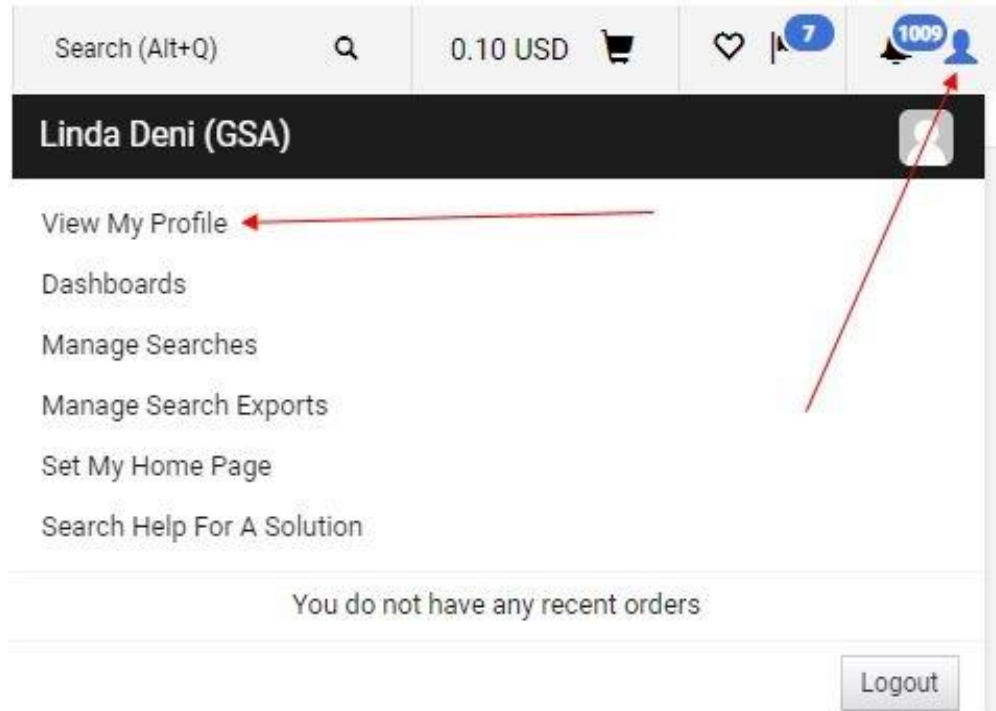 Search (Alt+Q) 0.10 USD 7 1009
Linda Deni (GSA)
View My Profile
Dashboards
Manage Searches
Manage Search Exports
Set My Home Page
Search Help For A Solution
You do not have any recent orders
Logout